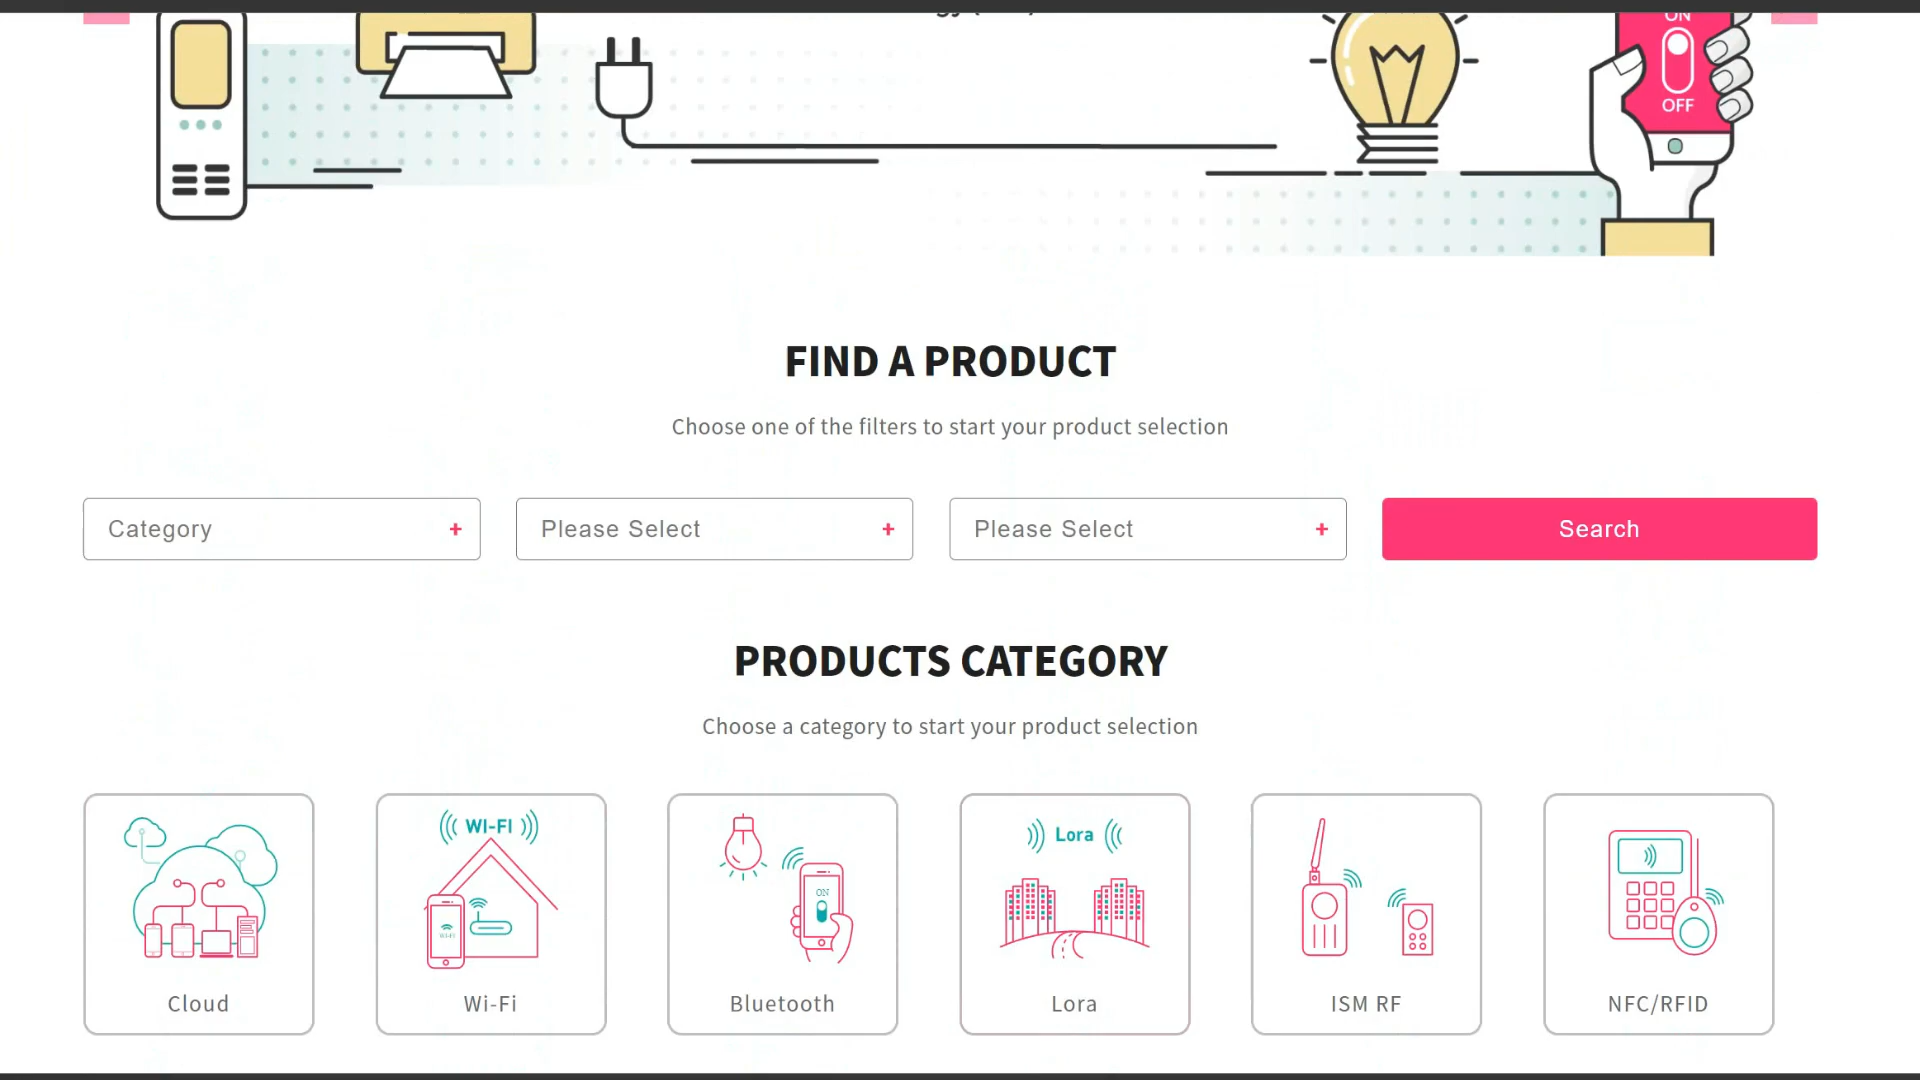 ON
OFF
FIND A PRODUCT
Choose one of the filters to start your product selection
Category +
Please Select +
Please Select +
Search
PRODUCTS CATEGORY
Choose a category to start your product selection
WI-FI
WI-FI
ON
Lora
Cloud
Wi-Fi
Bluetooth
Lora
ISM RF
NFC/RFID